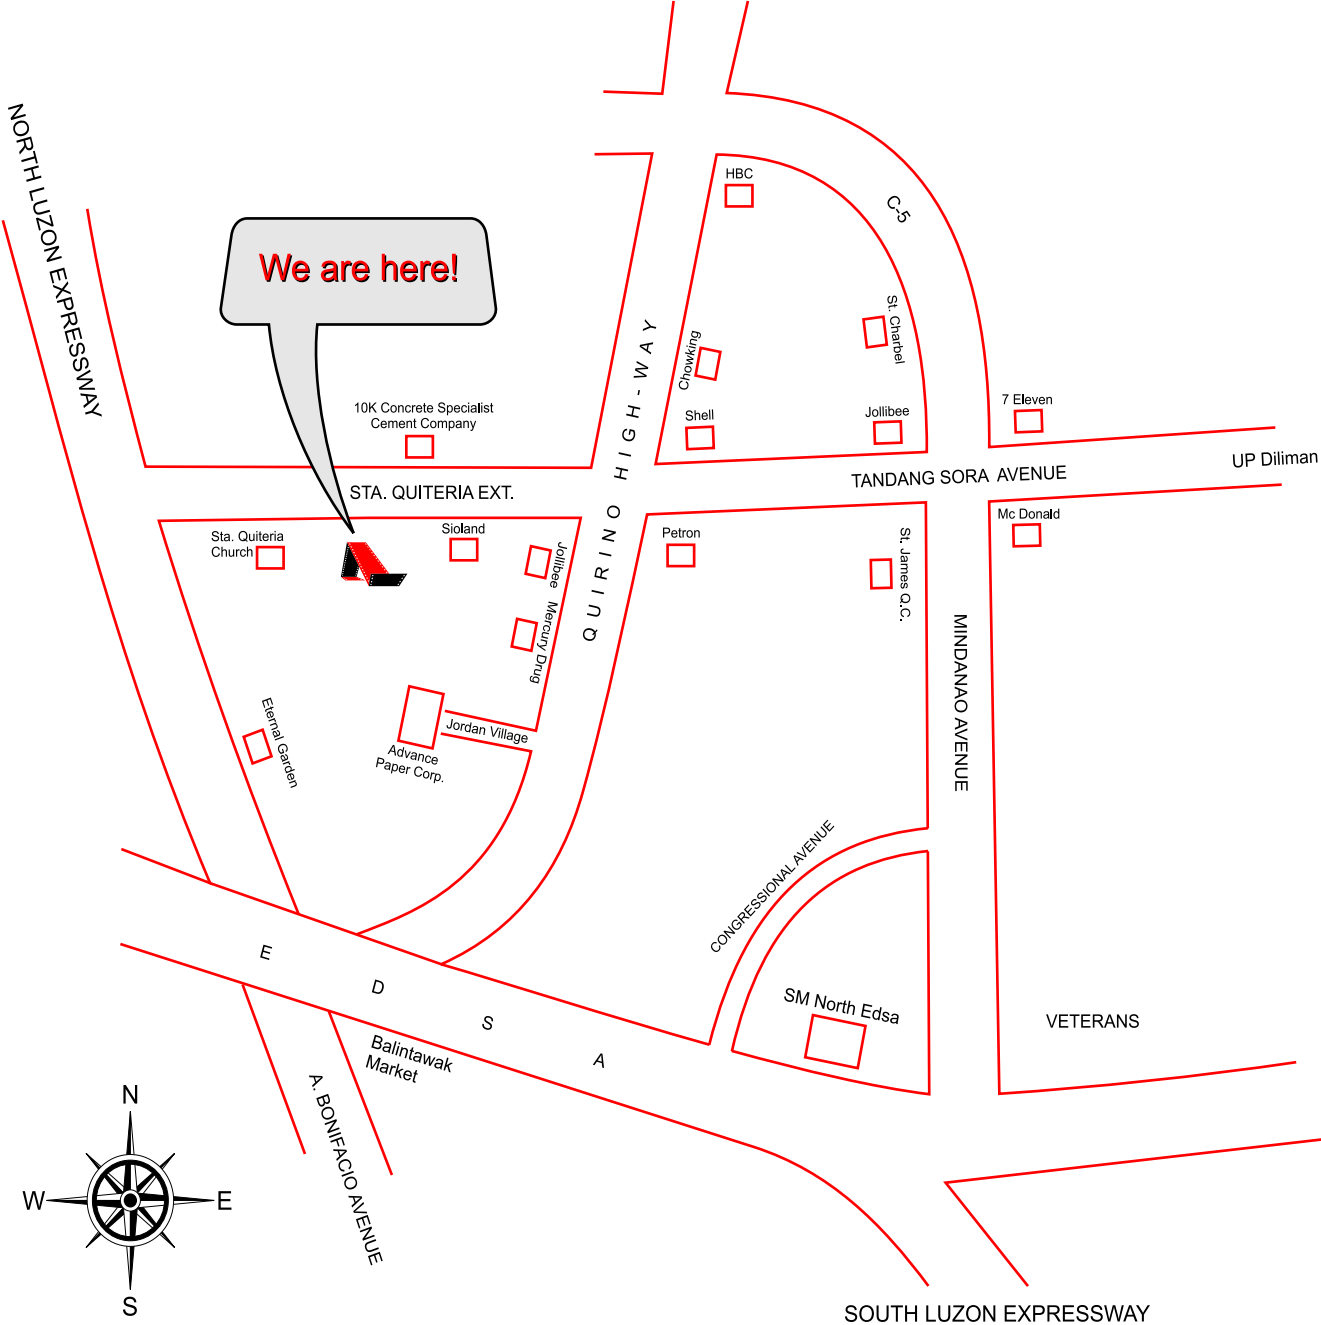 NORTH LUZON EXPRESSWAY
HBC
C-5
We are here!
St. Charbel
Chowking
QUIRINO HIGH-WAY
10K Concrete Specialist
Cement Company
Shell
Jollibee
7 Eleven
STA. QUITERIA EXT.
TANDANG SORA AVENUE
UP Diliman
Sta. Quiteria
Church
Sioland
Jollibee
Petron
St. James Q.C.
Mc Donald
Mercury Drug
MINDANAO AVENUE
Eternal Garden
Jordan Village
Advance
Paper Corp.
CONGRESSIONAL AVENUE
EDSA
SM North Edsa
VETERANS
Balintawak
Market
A. BONIFACIO AVENUE
N
W
E
S
SOUTH LUZON EXPRESSWAY